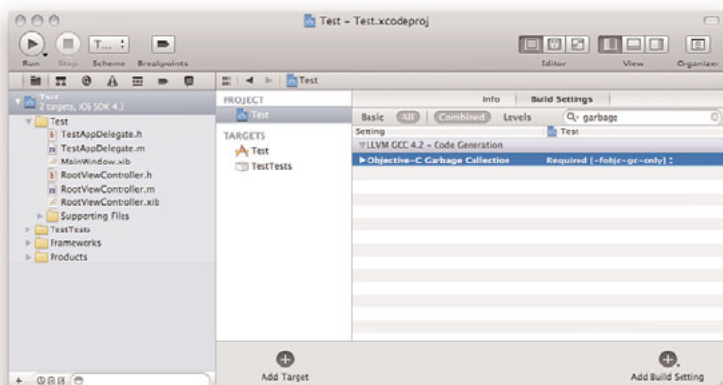 Test – Test.xcodeproj
T...
Run Stop Scheme Breakpoints Editor View Organizer
Test
Test
2 targets, iOS SDK 4.3
PROJECT
Test
TARGETS
Test
TestTests
Info Build Settings
Basic All Combined Levels garbage
Setting Test
LLVM GCC 4.2 – Code Generation
Objective-C Garbage Collection Required [-fobjc-gc-only]
Test
TestAppDelegate.h
TestAppDelegate.m
MainWindow.xib
RootViewController.h
RootViewController.m
RootViewController.xib
Supporting Files
TestTests
Frameworks
Products
Add Target Add Build Setting